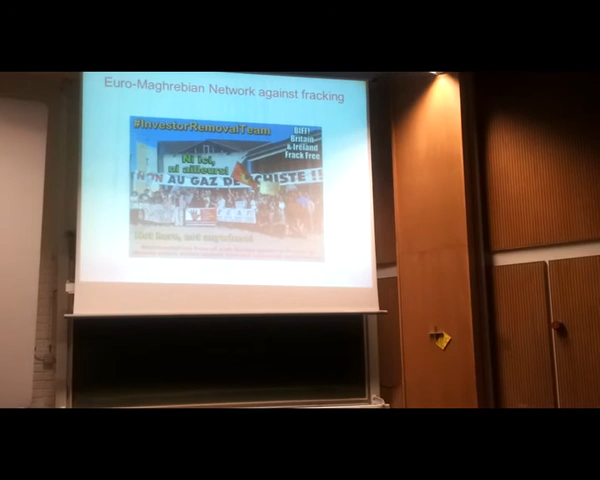 Euro-Maghrebian Network against fracking
#InvestorRemovalTeam
BIFF!
Britain
& Ireland
Frack Free
Ni ici,
ni ailleurs!
NON AU GAZ DE SCHISTE !!
Not here, not anywhere!